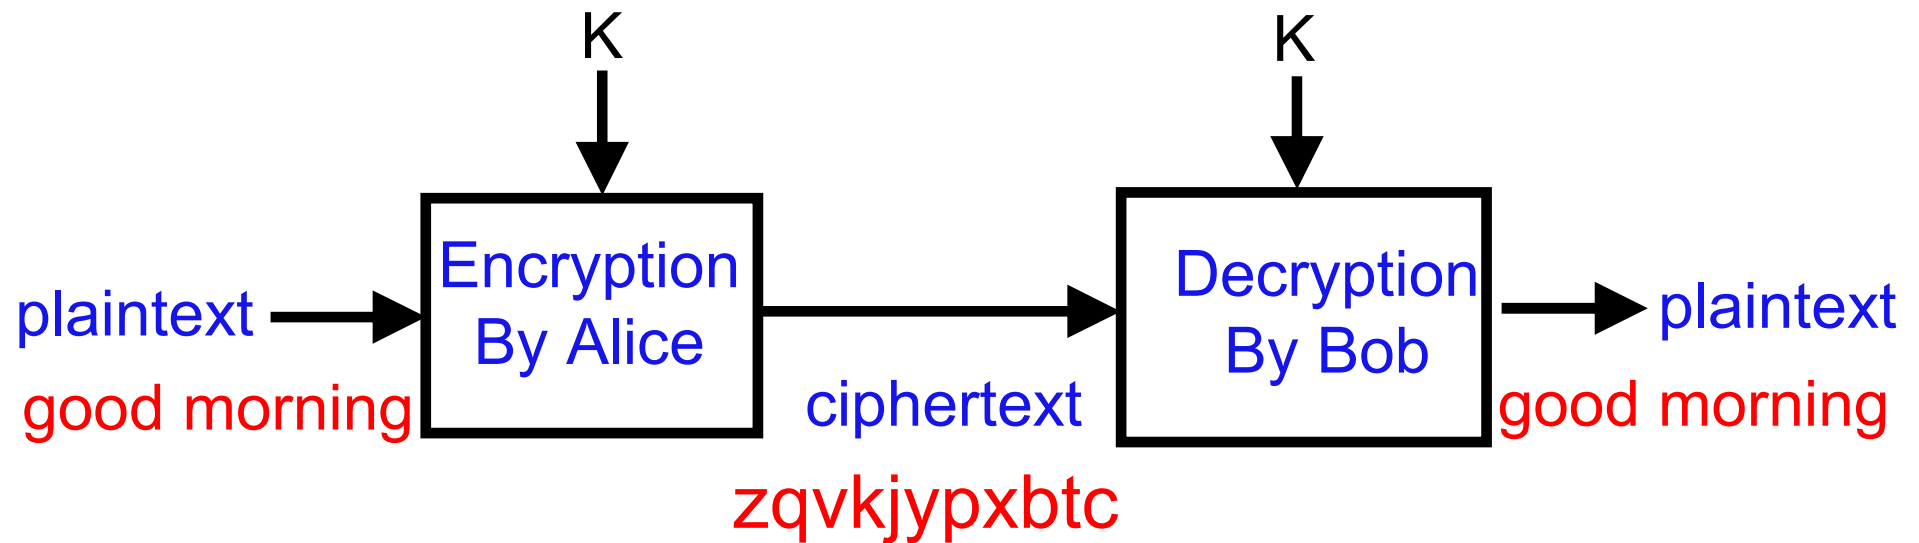 K
K
Encryption
By Alice
Decryption
By Bob
plaintext
good morning
ciphertext
zqvkjypxbtc
plaintext
good morning